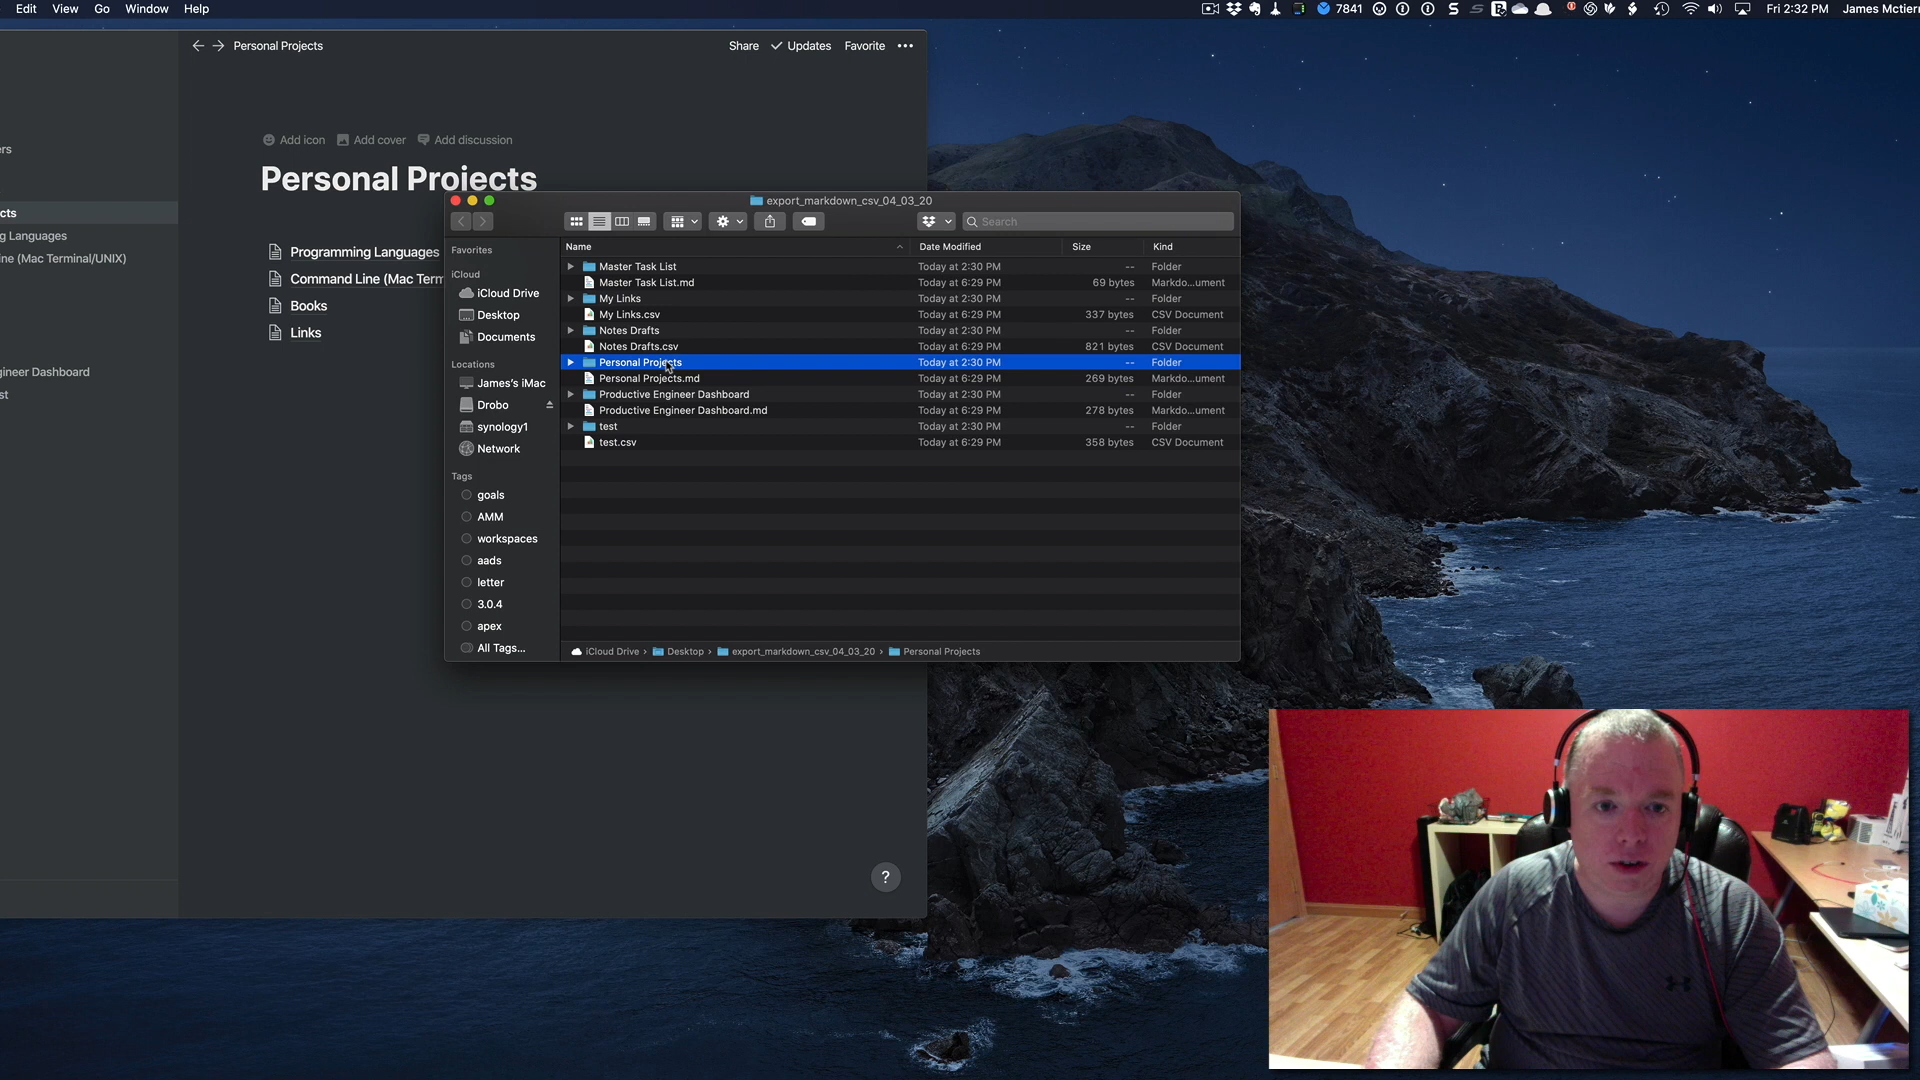 Edit View Go Window Help
7841
Fri 2:32 PM James Mctierr
Personal Projects
Share Updates Favorite
Add icon Add cover Add discussion
Personal Projects
ers
cts
g Languages
ine (Mac Terminal/UNIX)
gineer Dashboard
st
Programming Languages
Command Line (Mac Term
Books
Links
export_markdown_csv_04_03_20
Search
Favorites
iCloud
iCloud Drive
Desktop
Documents
Locations
James's iMac
Drobo
synology1
Network
Tags
goals
AMM
workspaces
aads
letter
3.0.4
apex
All Tags...
Name Date Modified Size Kind
Master Task List Today at 2:30 PM -- Folder
Master Task List.md Today at 6:29 PM 69 bytes Markdo...ument
My Links Today at 2:30 PM -- Folder
My Links.csv Today at 6:29 PM 337 bytes CSV Document
Notes Drafts Today at 2:30 PM -- Folder
Notes Drafts.csv Today at 6:29 PM 821 bytes CSV Document
Personal Projects Today at 2:30 PM -- Folder
Personal Projects.md Today at 6:29 PM 269 bytes Markdo...ument
Productive Engineer Dashboard Today at 2:30 PM -- Folder
Productive Engineer Dashboard.md Today at 6:29 PM 278 bytes Markdo...ument
test Today at 2:30 PM -- Folder
test.csv Today at 6:29 PM 358 bytes CSV Document
iCloud Drive › Desktop › export_markdown_csv_04_03_20 › Personal Projects
?